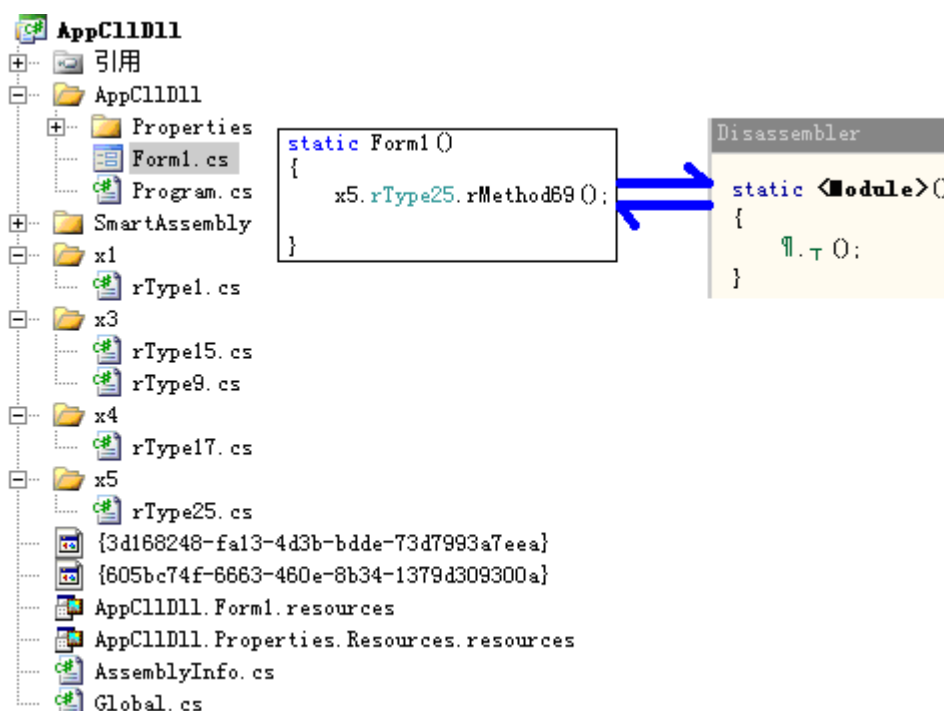 AppCllDll
引用
AppCllDll
Properties
Form1.cs
Program.cs
SmartAssembly
x1
rType1.cs
x3
rType15.cs
rType9.cs
x4
rType17.cs
x5
rType25.cs
{3d168248-fa13-4d3b-bdde-73d7993a7eea}
{605bc74f-6663-460e-8b34-1379d309300a}
AppCllDll.Form1.resources
AppCllDll.Properties.Resources.resources
AssemblyInfo.cs
Global.cs
static Form1()
{
x5.rType25.rMethod69();
}
Disassembler
static <Module>()
{
¶.┬();
}